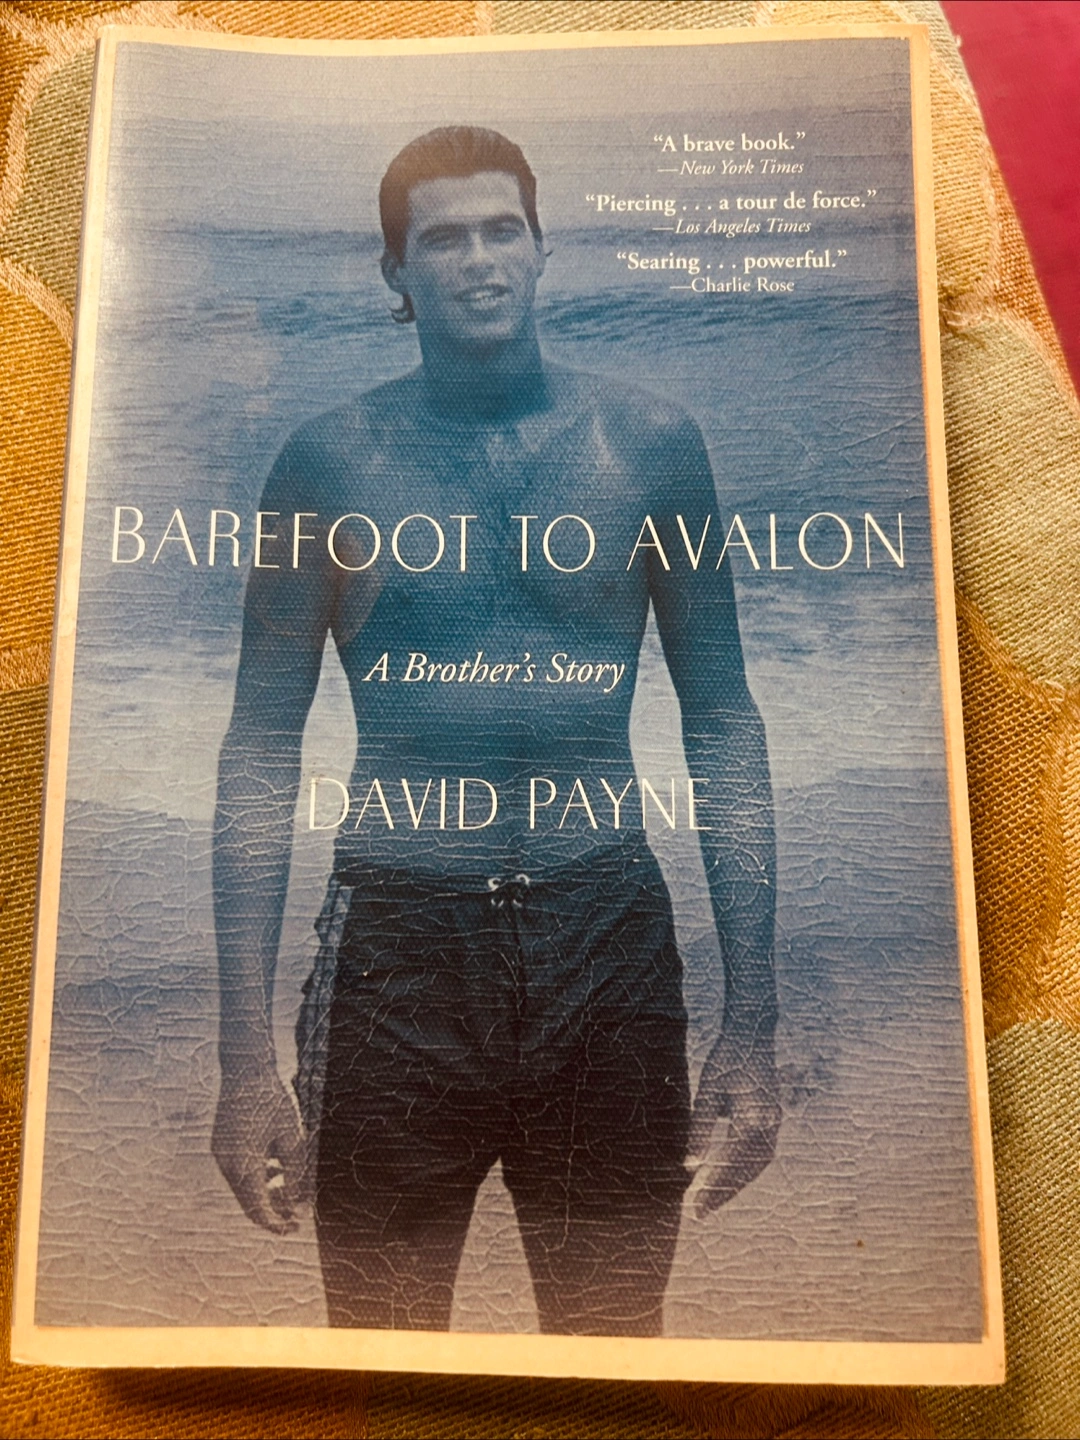 “A brave book.”
—New York Times
“Piercing . . . a tour de force.”
—Los Angeles Times
“Searing . . . powerful.”
—Charlie Rose
BAREFOOT TO AVALON
A Brother’s Story
DAVID PAYNE